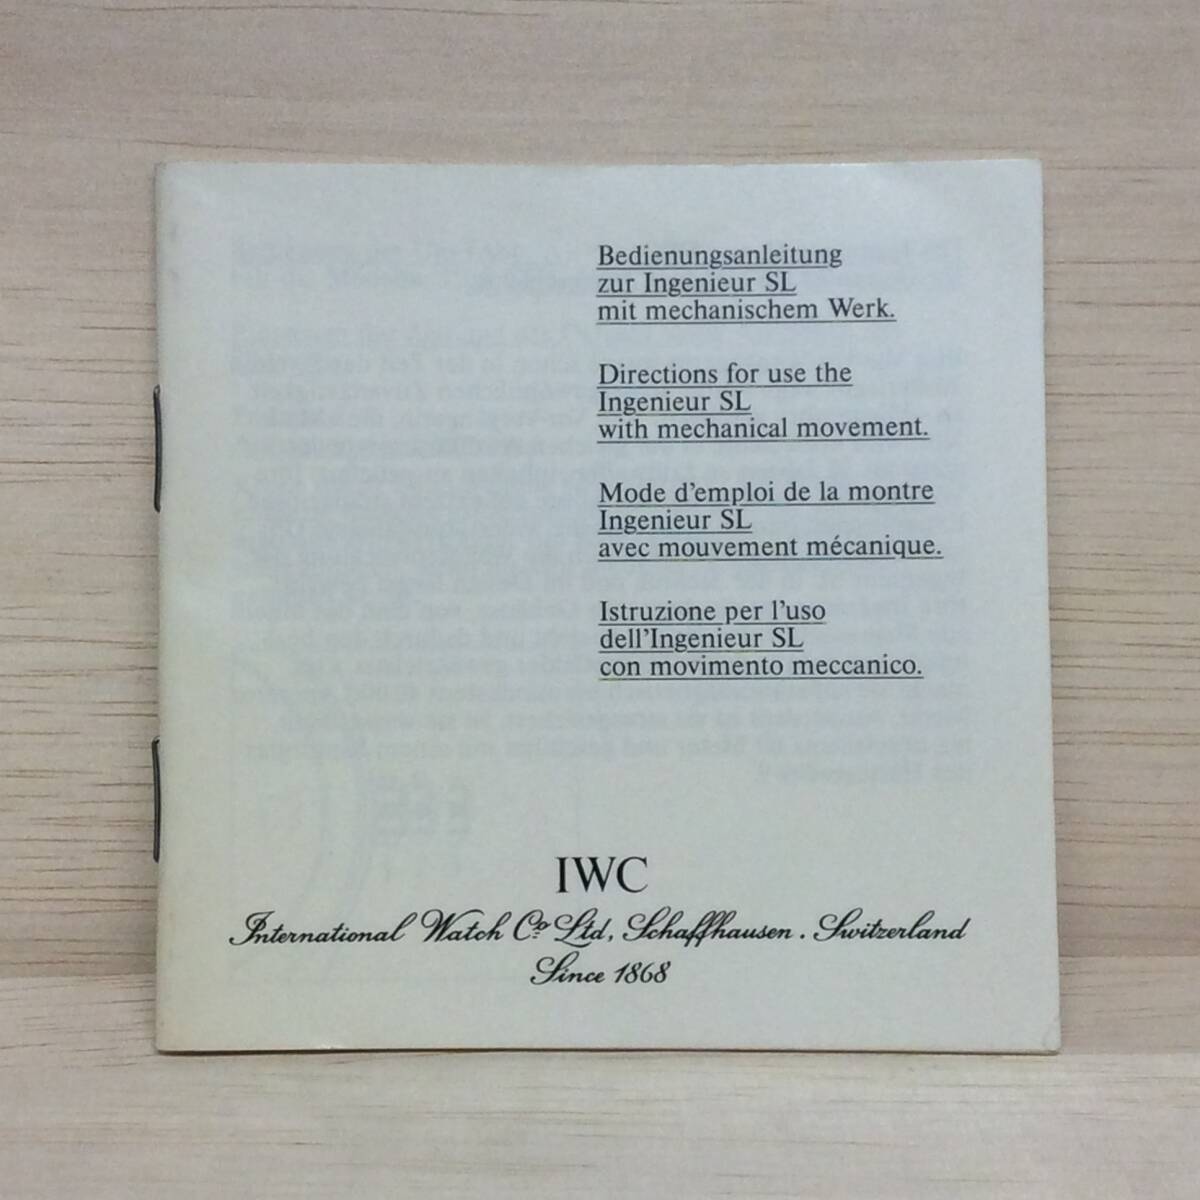 Bedienungsanleitung
zur Ingenieur SL
mit mechanischem Werk.
Directions for use the
Ingenieur SL
with mechanical movement.
Mode d'emploi de la montre
Ingenieur SL
avec mouvement mécanique.
Istruzione per l'uso
dell'Ingenieur SL
con movimento meccanico.
IWC
International Watch Co Ltd, Schaffhausen . Switzerland
Since 1868